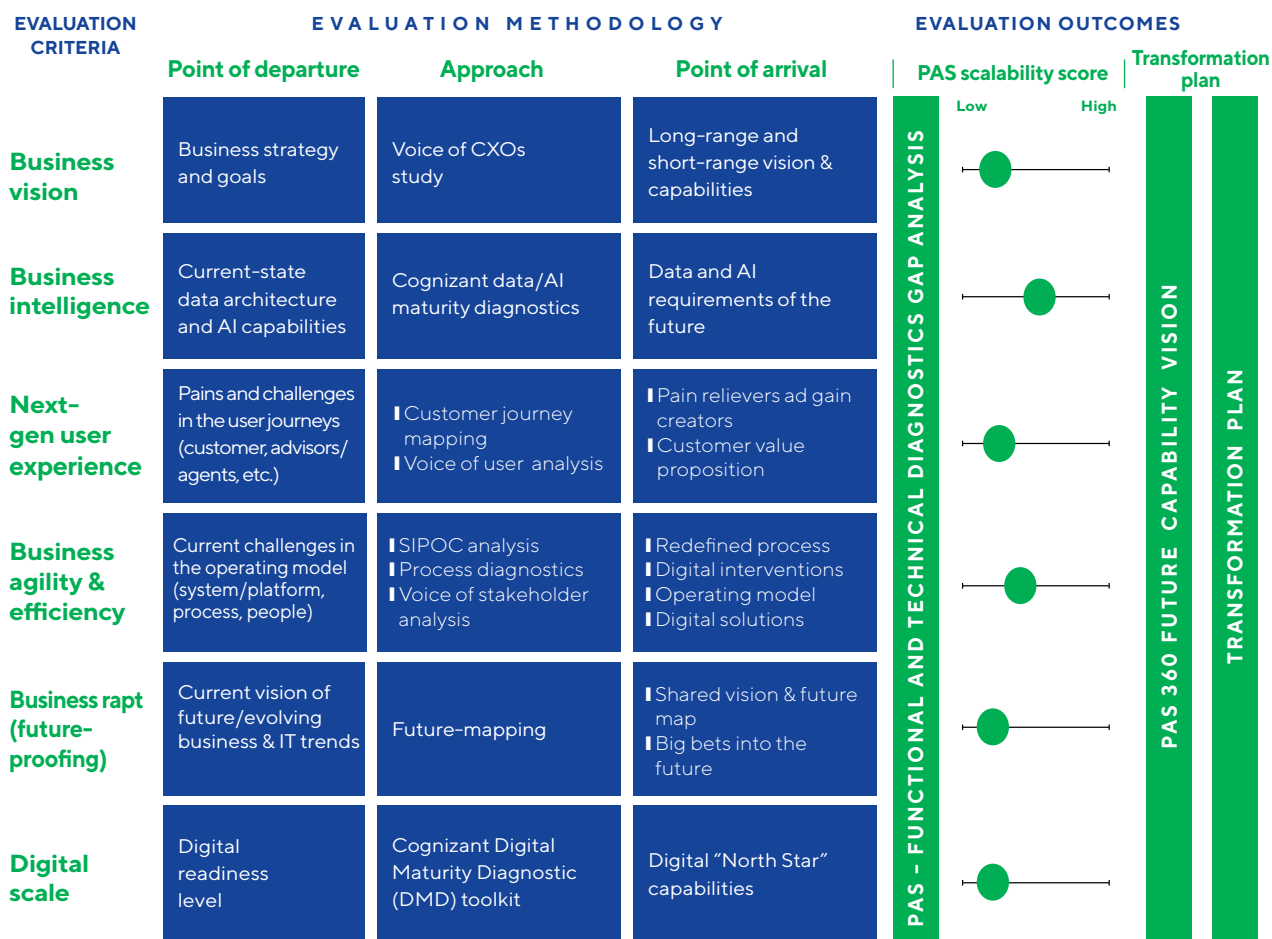 EVALUATION
CRITERIA
EVALUATION METHODOLOGY
EVALUATION OUTCOMES
Point of departure
Approach
Point of arrival
PAS scalability score
Transformation
plan
Low
High
Business
vision
Business strategy
and goals
Voice of CXOs
study
Long-range and
short-range vision &
capabilities
Business
intelligence
Current-state
data architecture
and AI capabilities
Cognizant data/AI
maturity diagnostics
Data and AI
requirements of the
future
Next-
gen user
experience
Pains and challenges
in the user journeys
(customer, advisors/
agents, etc.)
Customer journey
mapping
Voice of user analysis
Pain relievers ad gain
creators
Customer value
proposition
Business
agility &
efficiency
Current challenges in
the operating model
(system/platform,
process, people)
SIPOC analysis
Process diagnostics
Voice of stakeholder
analysis
Redefined process
Digital interventions
Operating model
Digital solutions
Business rapt
(future-
proofing)
Current vision of
future/evolving
business & IT trends
Future-mapping
Shared vision & future
map
Big bets into the
future
Digital
scale
Digital
readiness
level
Cognizant Digital
Maturity Diagnostic
(DMD) toolkit
Digital “North Star”
capabilities
PAS – FUNCTIONAL AND TECHNICAL DIAGNOSTICS GAP ANALYSIS
PAS 360 FUTURE CAPABILITY VISION
TRANSFORMATION PLAN